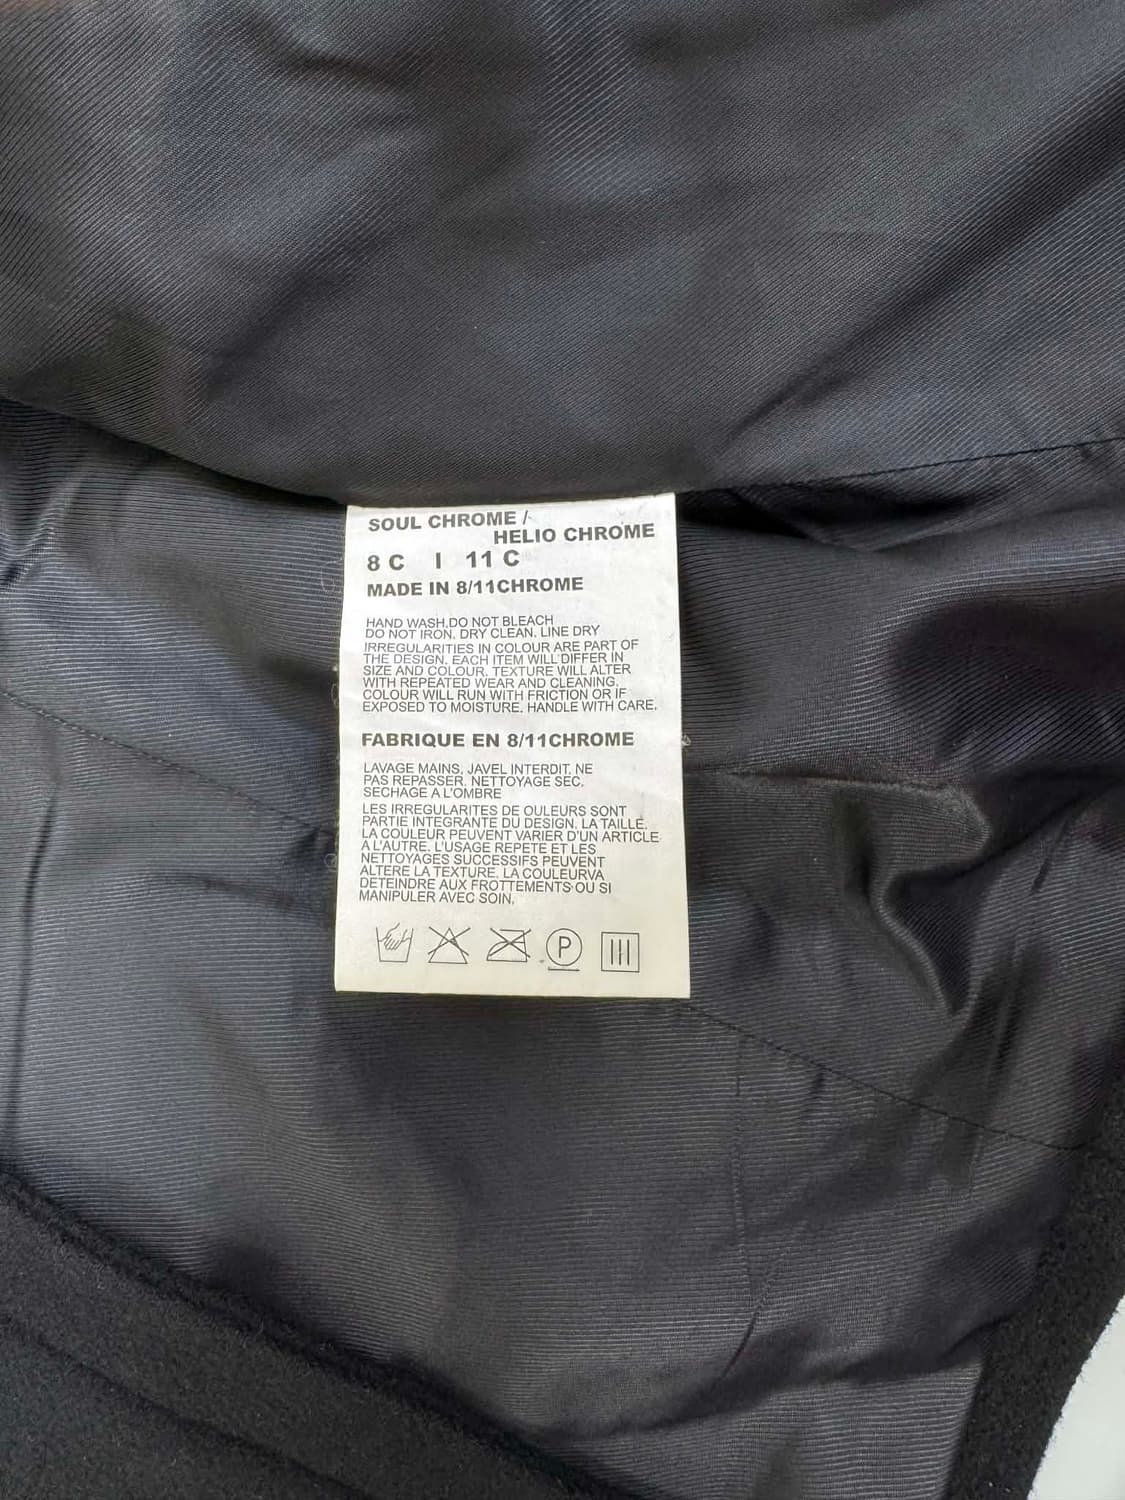 SOUL CHROME /
HELIO CHROME
8 C I 11 C
MADE IN 8/11CHROME
HAND WASH.DO NOT BLEACH
DO NOT IRON. DRY CLEAN. LINE DRY
IRREGULARITIES IN COLOUR ARE PART OF
THE DESIGN. EACH ITEM WILL DIFFER IN
SIZE AND COLOUR. TEXTURE WILL ALTER
WITH REPEATED WEAR AND CLEANING.
COLOUR WILL RUN WITH FRICTION OR IF
EXPOSED TO MOISTURE. HANDLE WITH CARE.
FABRIQUE EN 8/11CHROME
LAVAGE MAINS. JAVEL INTERDIT. NE
PAS REPASSER. NETTOYAGE SEC.
SECHAGE A L'OMBRE
LES IRREGULARITES DE OULEURS SONT
PARTIE INTEGRANTE DU DESIGN. LA TAILLE.
LA COULEUR PEUVENT VARIER D'UN ARTICLE
A L'AUTRE. L'USAGE REPETE ET LES
NETTOYAGES SUCCESSIFS PEUVENT
ALTERE LA TEXTURE. LA COULEURVA
DETEINDRE AUX FROTTEMENTS OU SI
MANIPULER AVEC SOIN.
P